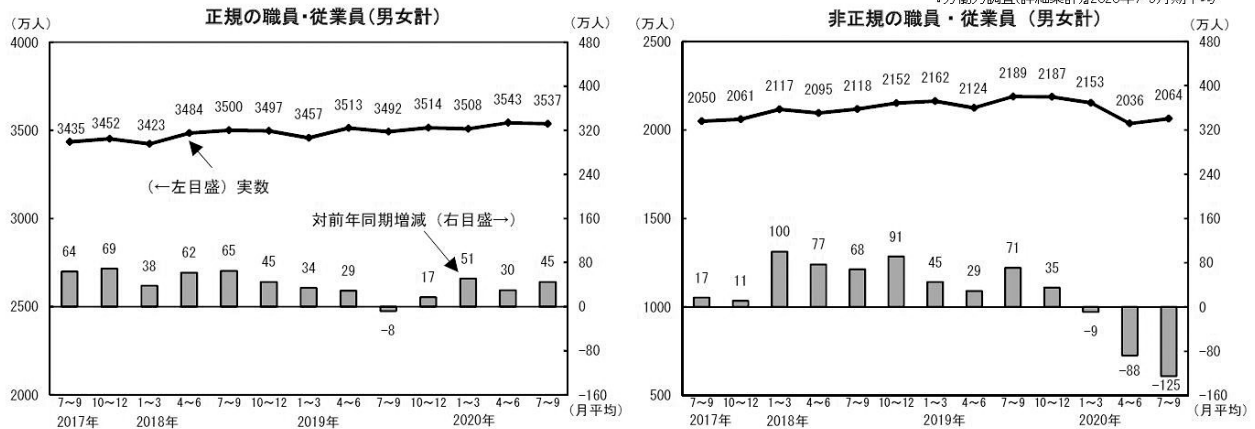 正規の職員・従業員(男女計)
(万人)
(万人)
4000
3500
3000
2500
2000
480
400
320
240
160
80
0
-80
-160
3435 3452 3423 3484 3500 3497 3457 3513 3492 3514 3508 3543 3537
(←左目盛) 実数
対前年同期増減 (右目盛→)
64 69 38 62 65 45 34 29 -8 17 51 30 45
7～9 10～12 1～3 4～6 7～9 10～12 1～3 4～6 7～9 10～12 1～3 4～6 7～9
(月平均)
2017年 2018年 2019年 2020年
非正規の職員・従業員 (男女計)
(万人)
(万人)
2500
2000
1500
1000
500
480
400
320
240
160
80
0
-80
-160
2050 2061 2117 2095 2118 2152 2162 2124 2189 2187 2153 2036 2064
17 11 100 77 68 91 45 29 71 35 -9 -88 -125
7～9 10～12 1～3 4～6 7～9 10～12 1～3 4～6 7～9 10～12 1～3 4～6 7～9
(月平均)
2017年 2018年 2019年 2020年